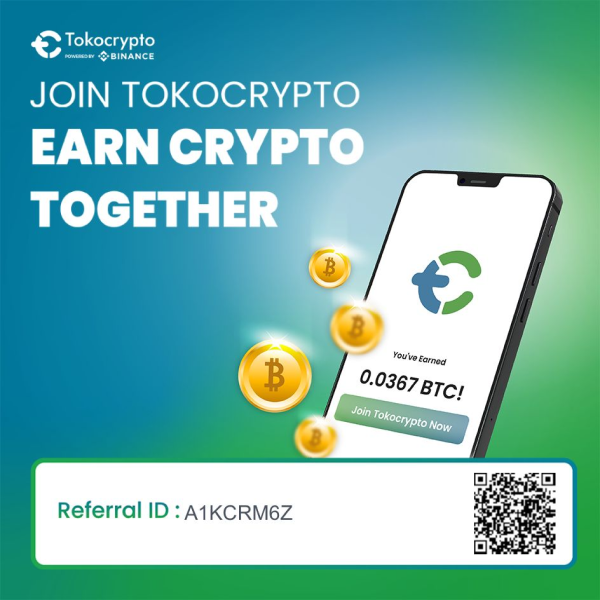 Tokocrypto
POWERED BY BINANCE
JOIN TOKOCRYPTO
EARN CRYPTO
TOGETHER
You've Earned
0.0367 BTC!
Join Tokocrypto Now
Referral ID : A1KCRM6Z